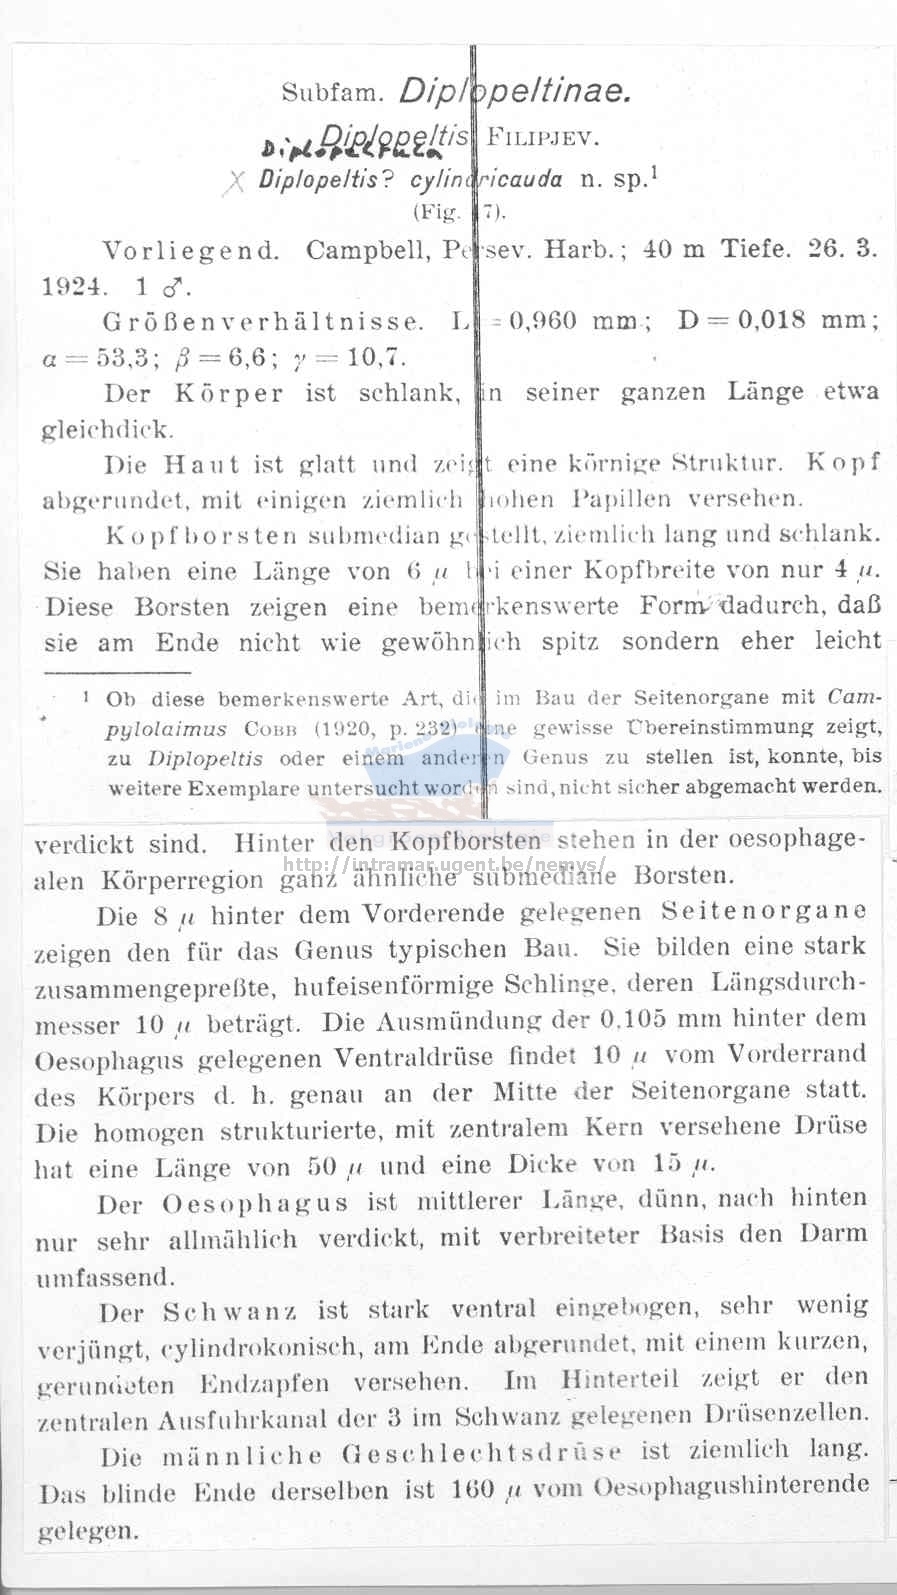 Subfam. Diplopeltinae.
Diplopeltis FILIPJEV.
Diplopeltula
X Diplopeltis? cylindricauda n. sp.¹
(Fig. 7).
Vorliegend. Campbell, Persev. Harb.; 40 m Tiefe. 26. 3.
1924. 1 ♂.
Größenverhältnisse. L = 0,960 mm; D = 0,018 mm;
α = 53,3; β = 6,6; γ = 10,7.
Der Körper ist schlank, in seiner ganzen Länge etwa
gleichdick.
Die Haut ist glatt und zeigt eine körnige Struktur. Kopf
abgerundet, mit einigen ziemlich hohen Papillen versehen.
Kopfborsten submedian gestellt, ziemlich lang und schlank.
Sie haben eine Länge von 6 µ bei einer Kopfbreite von nur 4 µ.
Diese Borsten zeigen eine bemerkenswerte Form dadurch, daß
sie am Ende nicht wie gewöhnlich spitz sondern eher leicht
¹ Ob diese bemerkenswerte Art, die im Bau der Seitenorgane mit Cam-
pylolaimus COBB (1920, p. 232) eine gewisse Übereinstimmung zeigt,
zu Diplopeltis oder einem anderen Genus zu stellen ist, konnte, bis
weitere Exemplare untersucht worden sind, nicht sicher abgemacht werden.
verdickt sind. Hinter den Kopfborsten stehen in der oesophage-
http://intramar.ugent.be/nemys/
alen Körperregion ganz ähnliche submediane Borsten.
Die 8 µ hinter dem Vorderende gelegenen Seitenorgane
zeigen den für das Genus typischen Bau. Sie bilden eine stark
zusammengepreßte, hufeisenförmige Schlinge, deren Längsdurch-
messer 10 µ beträgt. Die Ausmündung der 0,105 mm hinter dem
Oesophagus gelegenen Ventraldrüse findet 10 µ vom Vorderrand
des Körpers d. h. genau an der Mitte der Seitenorgane statt.
Die homogen strukturierte, mit zentralem Kern versehene Drüse
hat eine Länge von 50 µ und eine Dicke von 15 µ.
Der Oesophagus ist mittlerer Länge, dünn, nach hinten
nur sehr allmählich verdickt, mit verbreiteter Basis den Darm
umfassend.
Der Schwanz ist stark ventral eingebogen, sehr wenig
verjüngt, cylindrokonisch, am Ende abgerundet, mit einem kurzen,
gerundeten Endzapfen versehen. Im Hinterteil zeigt er den
zentralen Ausfuhrkanal der 3 im Schwanz gelegenen Drüsenzellen.
Die männliche Geschlechtsdrüse ist ziemlich lang.
Das blinde Ende derselben ist 160 µ vom Oesophagushinterende
gelegen.